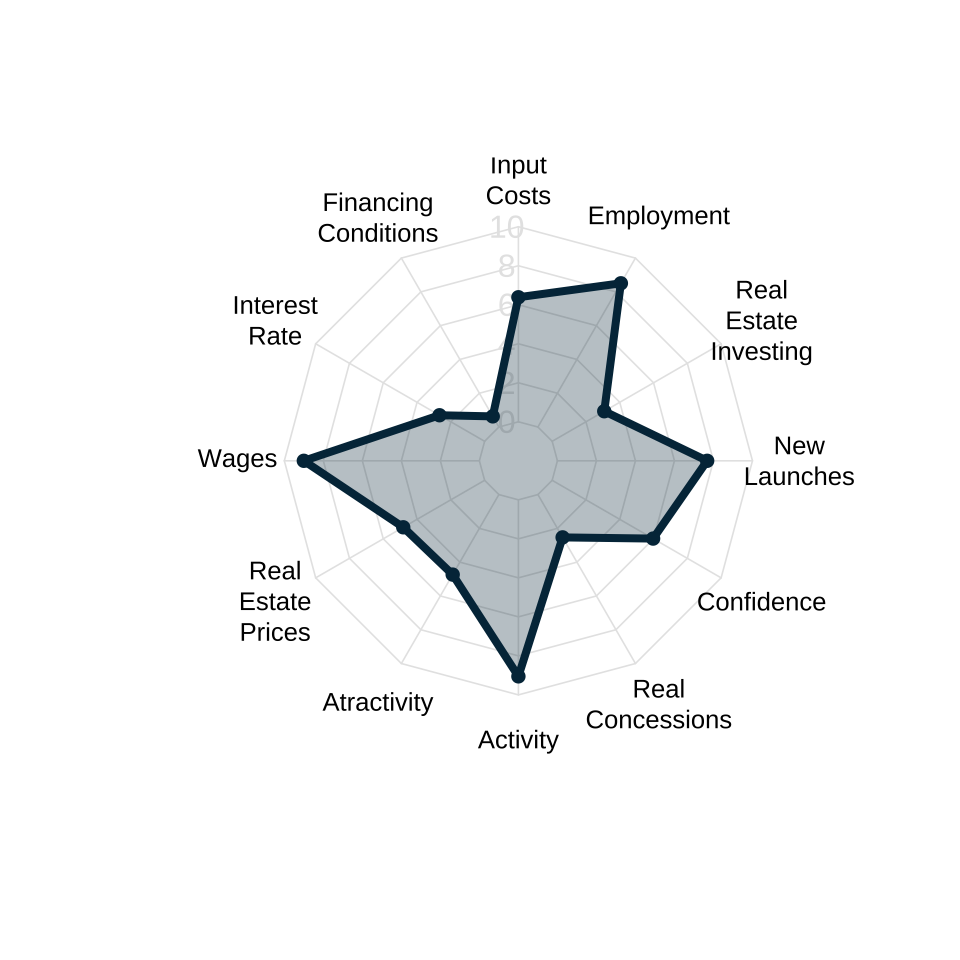 Input
Costs
Financing
Conditions
Employment
10
8
6
2
0
Interest
Rate
Real
Estate
Investing
Wages
New
Launches
Real
Estate
Prices
Confidence
Atractivity
Real
Concessions
Activity